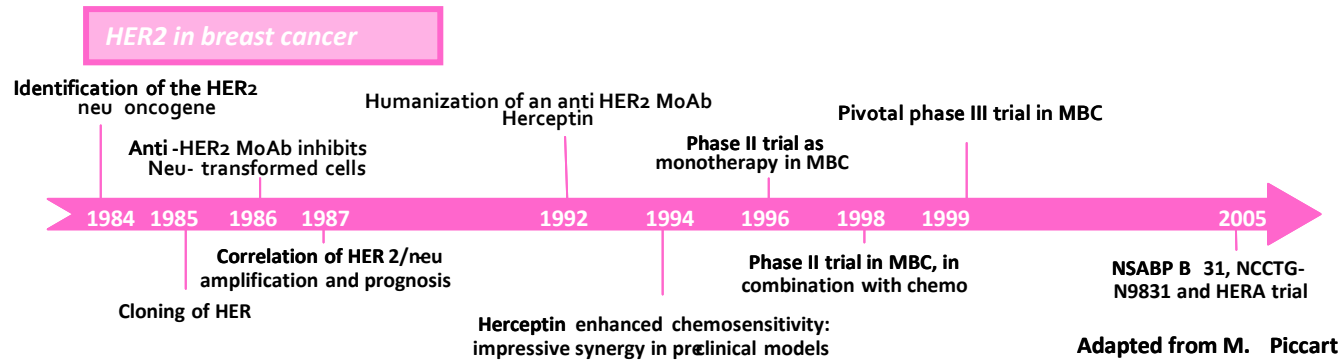 HER2 in breast cancer
Identification of the HER2
neu oncogene
Anti -HER2 MoAb inhibits
Neu- transformed cells
Humanization of an anti HER2 MoAb
Herceptin
Phase II trial as
monotherapy in MBC
Pivotal phase III trial in MBC
1984 1985 1986 1987 1992 1994 1996 1998 1999 2005
Cloning of HER
Correlation of HER 2/neu
amplification and prognosis
Herceptin enhanced chemosensitivity:
impressive synergy in preclinical models
Phase II trial in MBC, in
combination with chemo
NSABP B 31, NCCTG-
N9831 and HERA trial
Adapted from M. Piccart